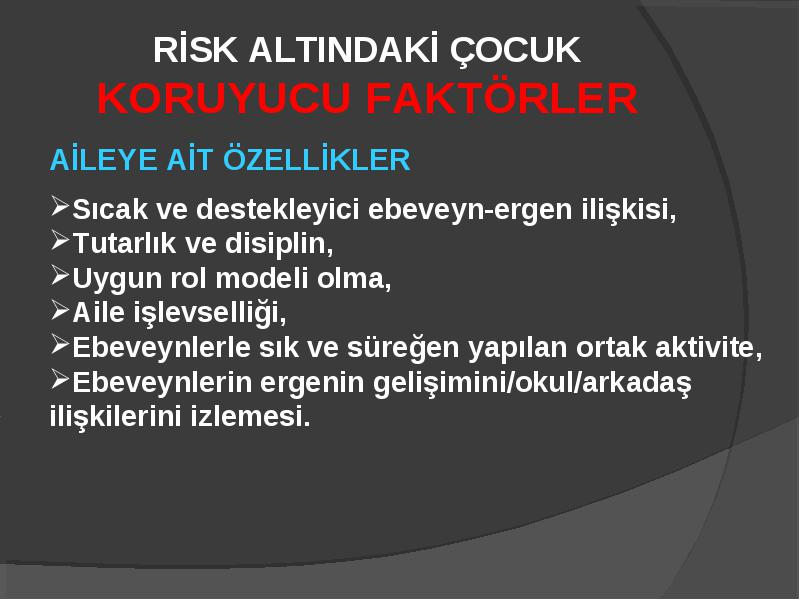 RİSK ALTINDAKİ ÇOCUK
KORUYUCU FAKTÖRLER
AİLEYE AİT ÖZELLİKLER
➢Sıcak ve destekleyici ebeveyn-ergen ilişkisi,
➢Tutarlık ve disiplin,
➢Uygun rol modeli olma,
➢Aile işlevselliği,
➢Ebeveynlerle sık ve süreğen yapılan ortak aktivite,
➢Ebeveynlerin ergenin gelişimini/okul/arkadaş
ilişkilerini izlemesi.